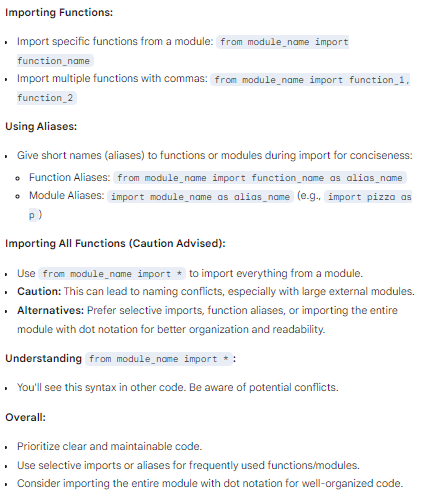 Importing Functions:
• Import specific functions from a module: from module_name import
function_name
• Import multiple functions with commas: from module_name import function_1,
function_2
Using Aliases:
• Give short names (aliases) to functions or modules during import for conciseness:
◦ Function Aliases: from module_name import function_name as alias_name
◦ Module Aliases: import module_name as alias_name (e.g., import pizza as
p )
Importing All Functions (Caution Advised):
• Use from module_name import * to import everything from a module.
• Caution: This can lead to naming conflicts, especially with large external modules.
• Alternatives: Prefer selective imports, function aliases, or importing the entire
module with dot notation for better organization and readability.
Understanding from module_name import * :
• You'll see this syntax in other code. Be aware of potential conflicts.
Overall:
• Prioritize clear and maintainable code.
• Use selective imports or aliases for frequently used functions/modules.
• Consider importing the entire module with dot notation for well-organized code.